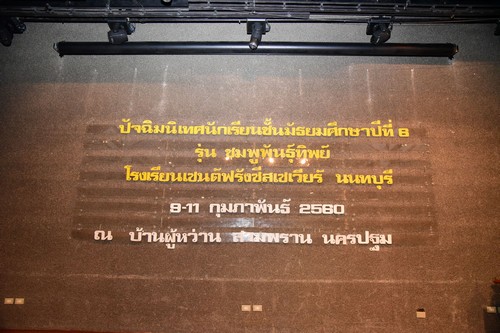 ปัจฉิมนิเทศนักเรียนชั้นมัธยมศึกษาปีที่ 6
รุ่น ชมพูพันธุ์ทิพย์
โรงเรียนเซนต์ฟรังซีสเซเวียร์ นนทบุรี
9-11 กุมภาพันธ์ 2560
ณ บ้านผู้หว่าน สามพราน นครปฐม